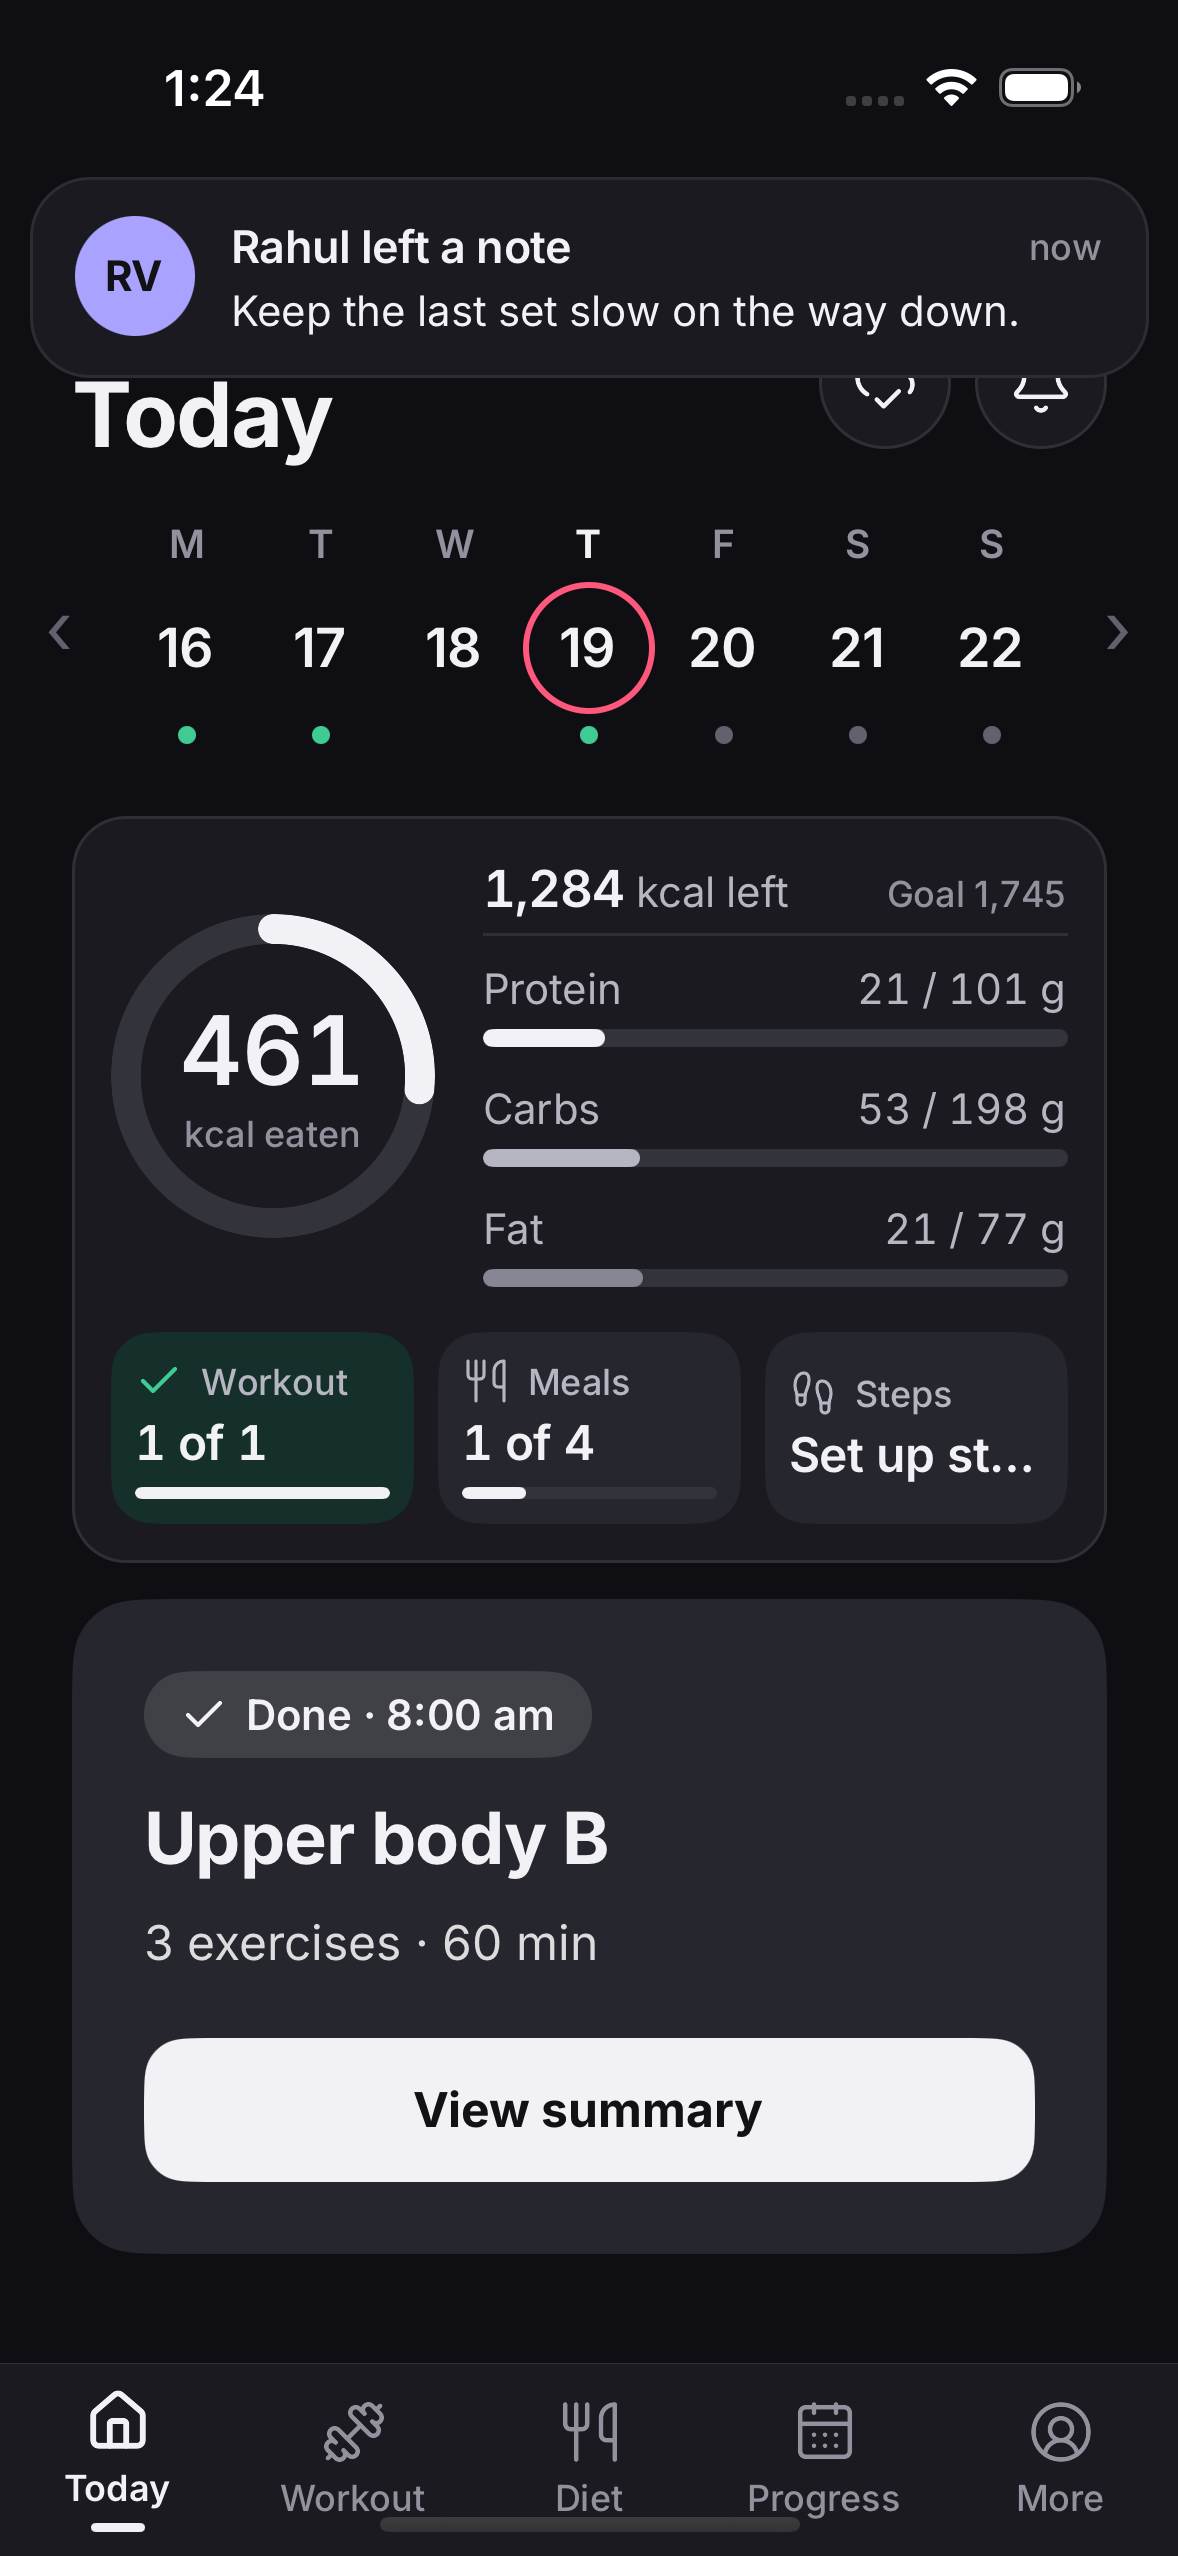 1:24
RV
Rahul left a note
now
Keep the last set slow on the way down.
Today
M T W T F S S
16 17 18 19 20 21 22
1,284 kcal left
Goal 1,745
461
kcal eaten
Protein
21 / 101 g
Carbs
53 / 198 g
Fat
21 / 77 g
Workout
1 of 1
Meals
1 of 4
Steps
Set up st...
Done · 8:00 am
Upper body B
3 exercises · 60 min
View summary
Today
Workout
Diet
Progress
More